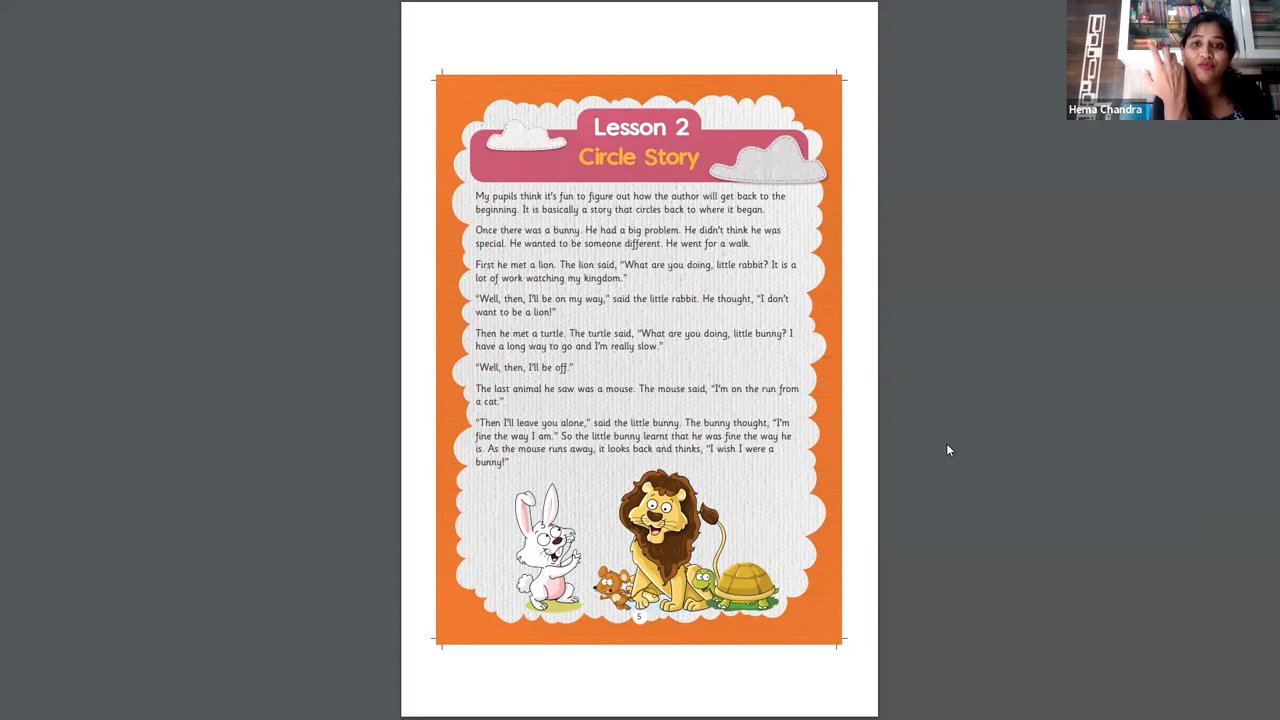 Lesson 2
Circle Story
My pupils think it's fun to figure out how the author will get back to the
beginning. It is basically a story that circles back to where it began.
Once there was a bunny. He had a big problem. He didn't think he was
special. He wanted to be someone different. He went for a walk.
First he met a lion. The lion said, "What are you doing, little rabbit? It is a
lot of work watching my kingdom."
"Well, then, I'll be on my way," said the little rabbit. He thought, "I don't
want to be a lion!"
Then he met a turtle. The turtle said, "What are you doing, little bunny? I
have a long way to go and I'm really slow."
"Well, then, I'll be off."
The last animal he saw was a mouse. The mouse said, "I'm on the run from
a cat."
"Then I'll leave you alone," said the little bunny. The bunny thought, "I'm
fine the way I am." So the little bunny learnt that he was fine the way he
is. As the mouse runs away, it looks back and thinks, "I wish I were a
bunny!"
5
Hema Chandra